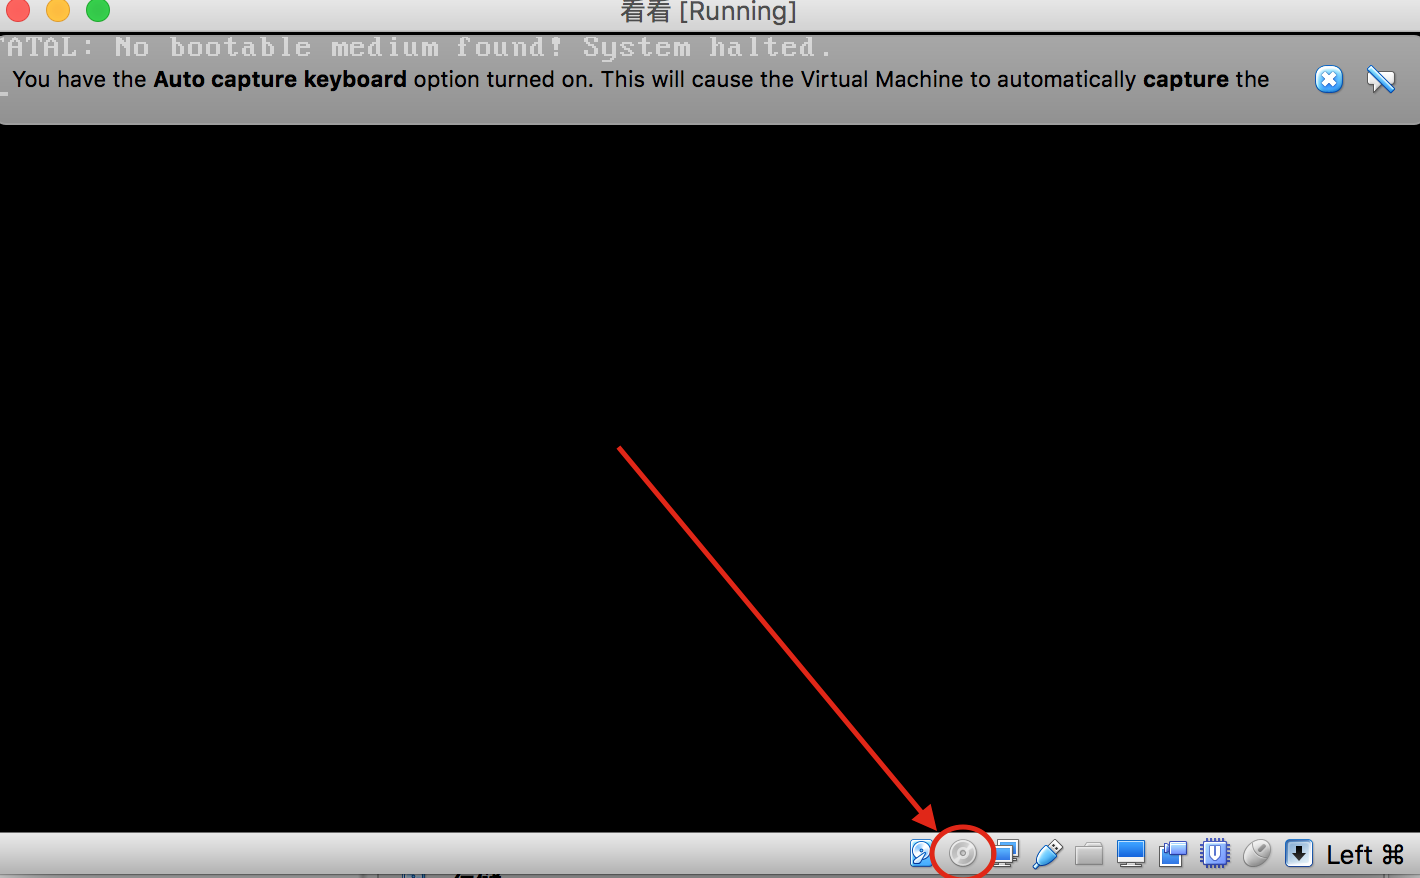 看看 [Running]
FATAL: No bootable medium found! System halted.
You have the Auto capture keyboard option turned on. This will cause the Virtual Machine to automatically capture the
Left ⌘